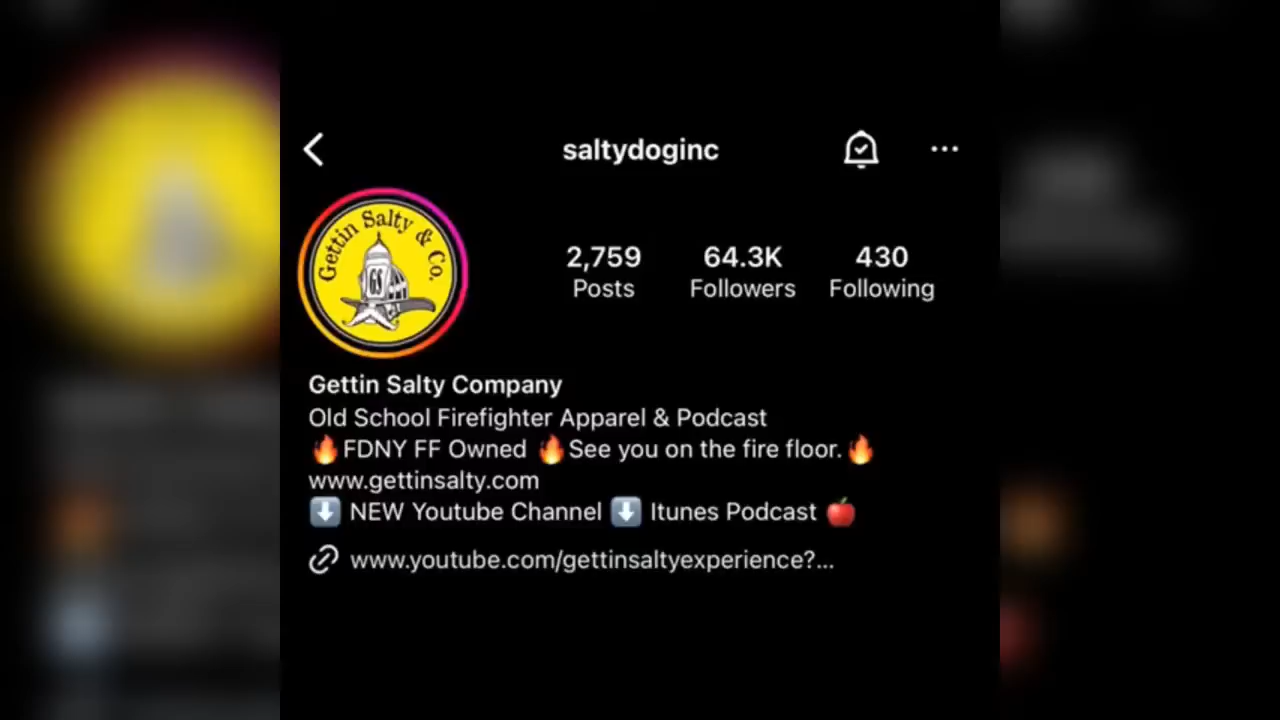 saltydoginc
Gettin Salty & Co.
GS
2,759 64.3K 430
Posts Followers Following
Gettin Salty Company
Old School Firefighter Apparel & Podcast
🔥FDNY FF Owned 🔥See you on the fire floor.🔥
www.gettinsalty.com
⬇️ NEW Youtube Channel ⬇️ Itunes Podcast 🍎
www.youtube.com/gettinsaltyexperience?...